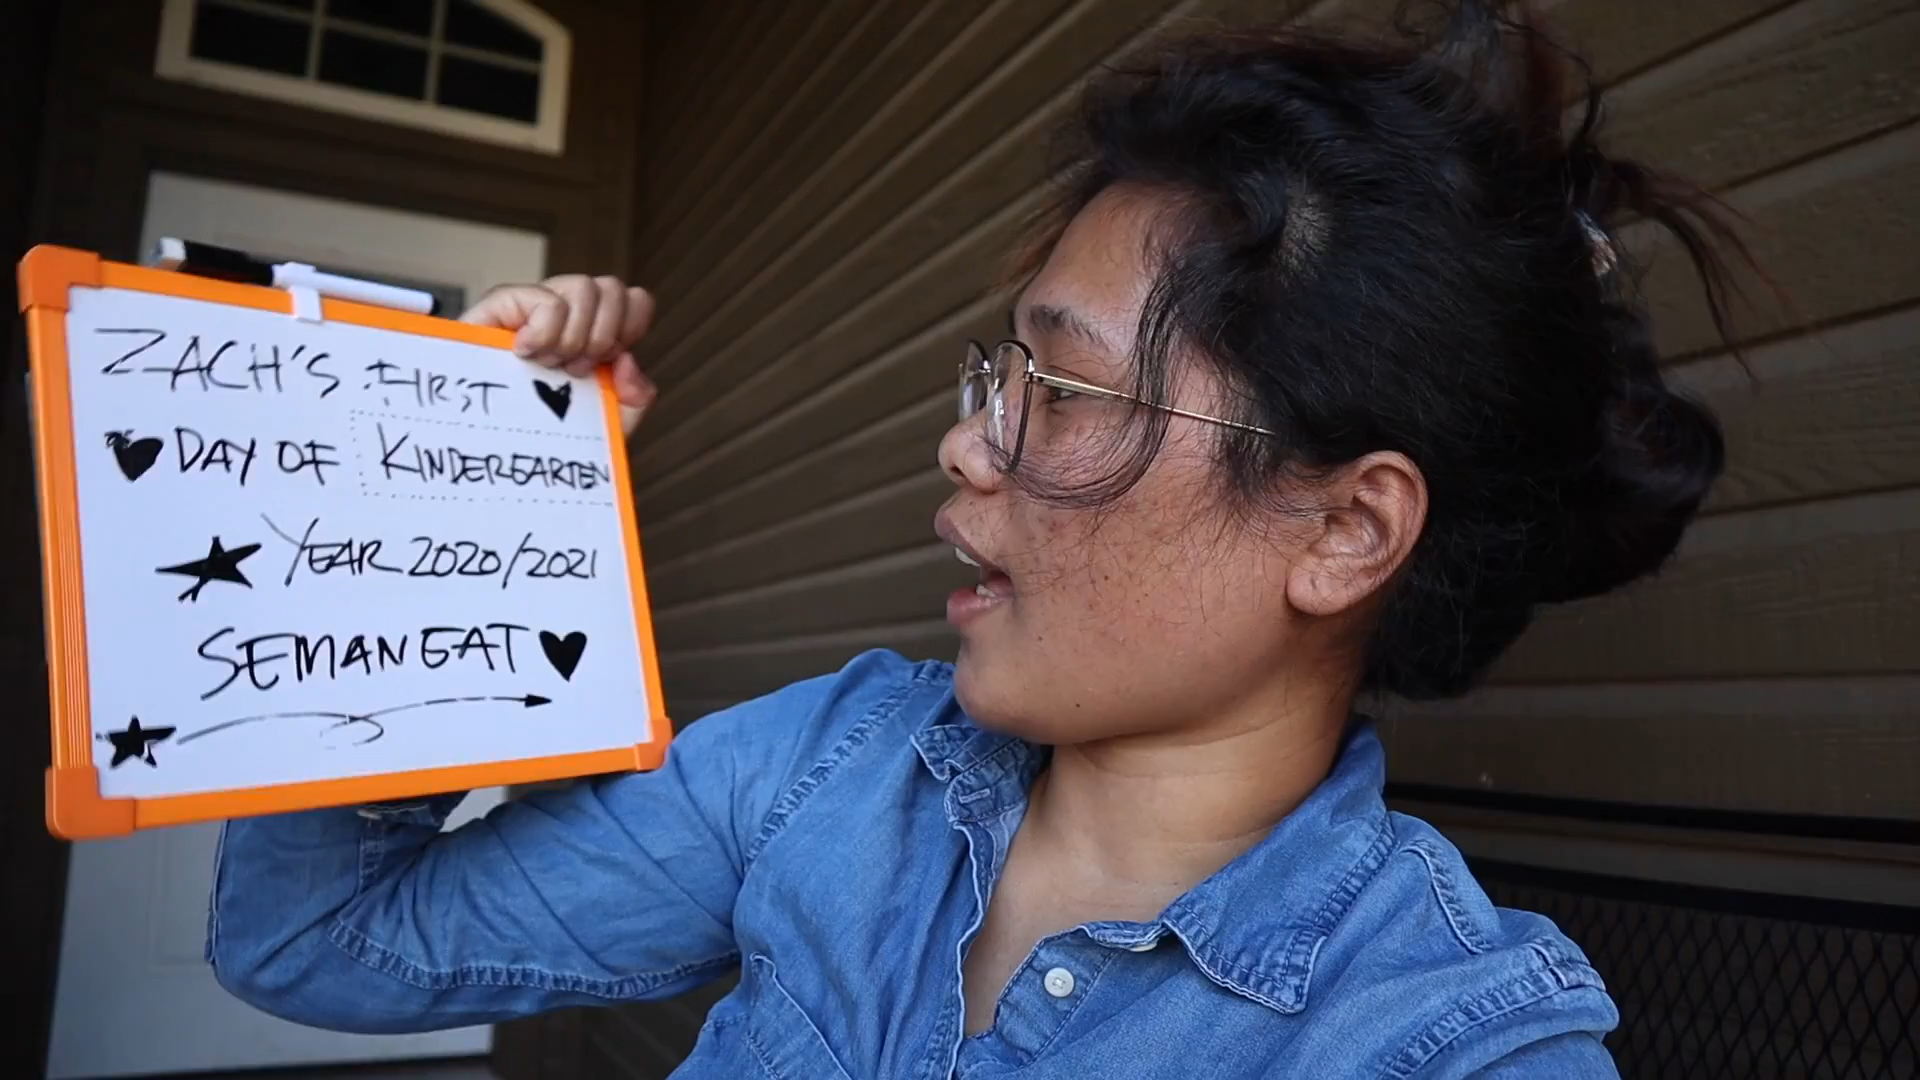 ZACH'S FIRST
DAY OF KINDERGARTEN
YEAR 2020/2021
SEMANGAT